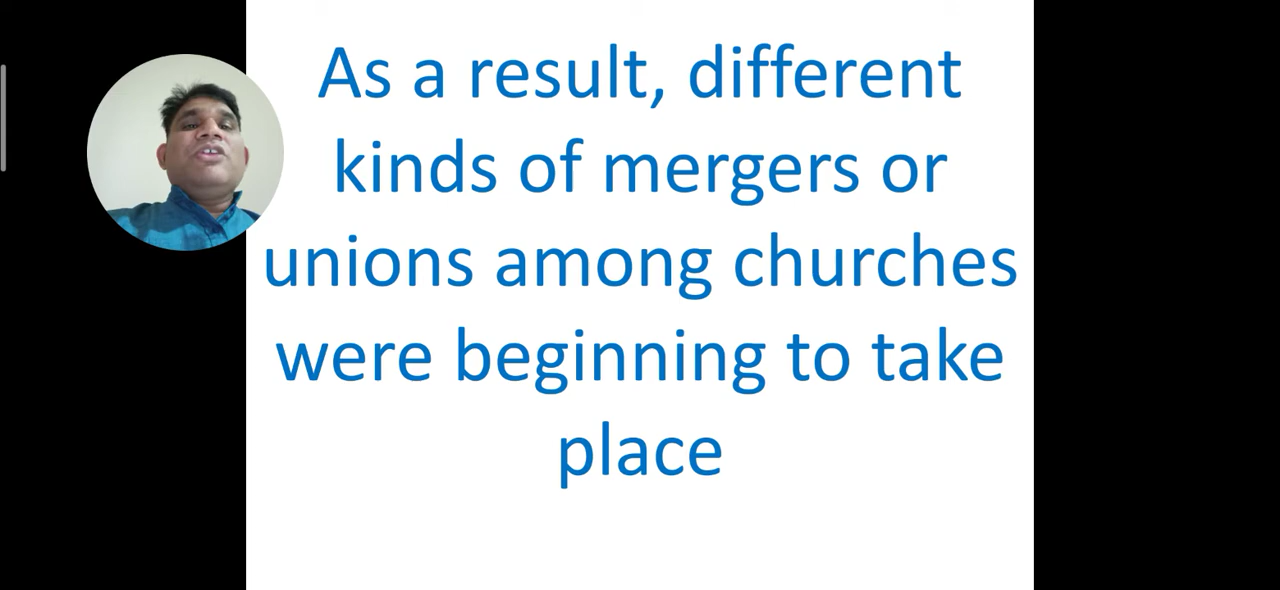 As a result, different
kinds of mergers or
unions among churches
were beginning to take
place